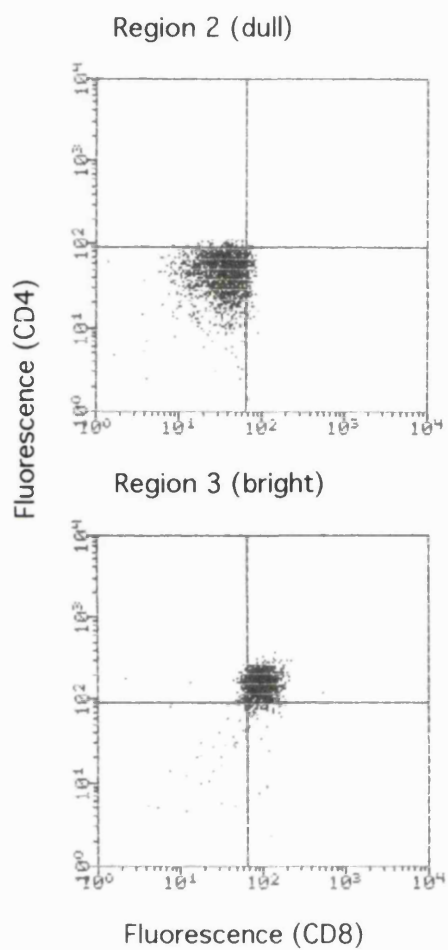 Region 2 (dull)
10⁴
10³
10²
10¹
10⁰
10⁰ 10¹ 10² 10³ 10⁴
Fluorescence (CD4)
Region 3 (bright)
10⁴
10³
10²
10¹
10⁰
10⁰ 10¹ 10² 10³ 10⁴
Fluorescence (CD8)